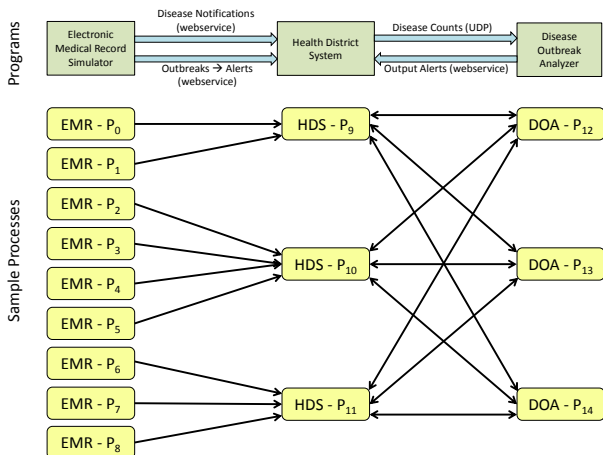 Programs
Electronic
Medical Record
Simulator
Disease Notifications
(webservice)
Outbreaks → Alerts
(webservice)
Health District
System
Disease Counts (UDP)
Output Alerts (webservice)
Disease
Outbreak
Analyzer
Sample Processes
EMR - P0
EMR - P1
EMR - P2
EMR - P3
EMR - P4
EMR - P5
EMR - P6
EMR - P7
EMR - P8
HDS - P9
HDS - P10
HDS - P11
DOA - P12
DOA - P13
DOA - P14